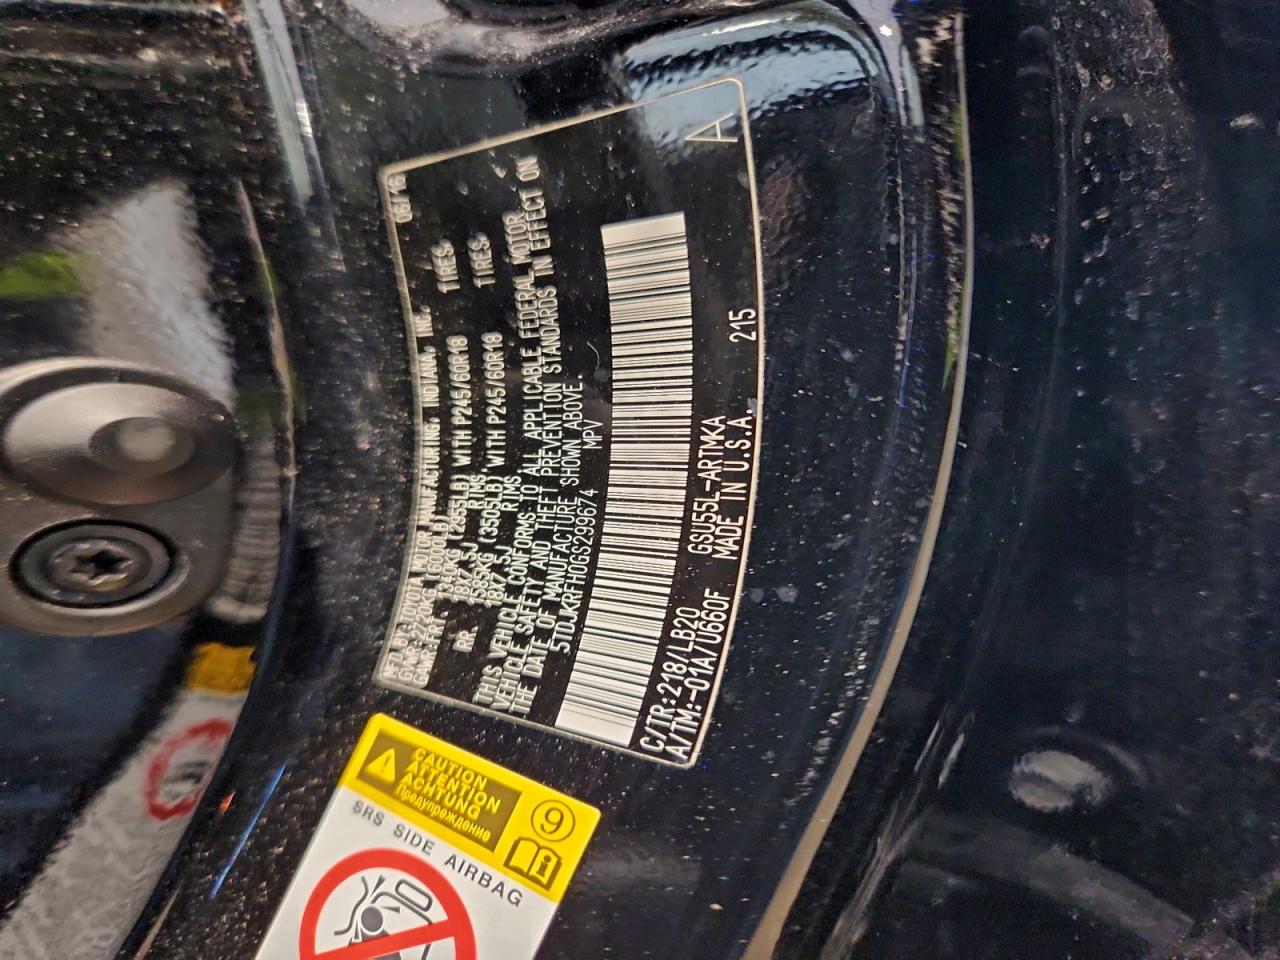 MFD. BY TOYOTA MOTOR MANUFACTURING, INDIANA, INC. 05/16
GVWR: 2720KG (6000LB)
GAWR: FRT. 1340KG (2955LB) WITH P245/60R18 TIRES,
18X7.5J RIMS,
RR. 1585KG (3505LB) WITH P245/60R18 TIRES,
18X7.5J RIMS.
THIS VEHICLE CONFORMS TO ALL APPLICABLE FEDERAL MOTOR
VEHICLE SAFETY AND THEFT PREVENTION STANDARDS IN EFFECT ON
THE DATE OF MANUFACTURE SHOWN ABOVE.
5TDJKRFH0GS299674 MPV
C/TR:218/LB20 GSU55L-ARTMKA
A/TM:-01A/U660F MADE IN U.S.A. 215 A
CAUTION
ATTENTION
ACHTUNG
Предупреждение
9
i
SRS SIDE AIRBAG